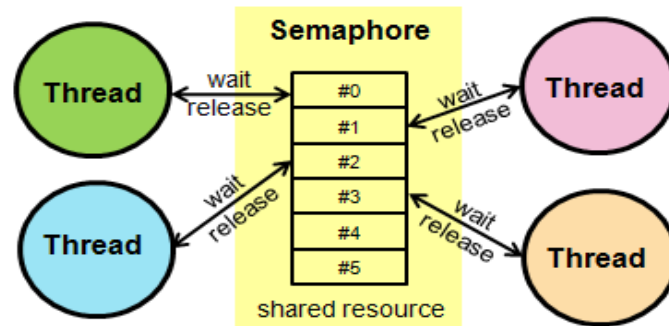 Semaphore
Thread
wait
release
#0
#1
#2
#3
#4
#5
wait
release
Thread
Thread
wait
release
wait
release
Thread
shared resource